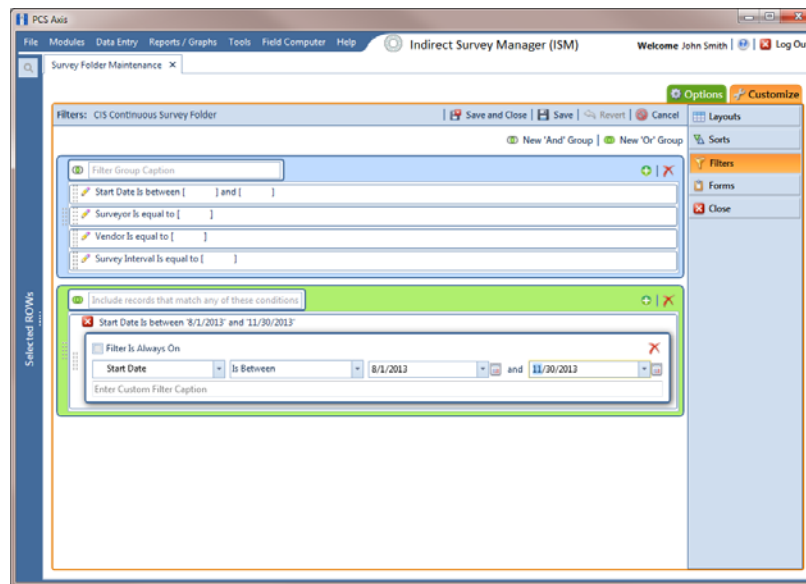 PCS Axis
File Modules Data Entry Reports / Graphs Tools Field Computer Help Indirect Survey Manager (ISM) Welcome John Smith | Log Ou
Survey Folder Maintenance ×
Options Customize
Filters: CIS Continuous Survey Folder | Save and Close | Save | Revert | Cancel
Layouts
New 'And' Group | New 'Or' Group
Sorts
Filter Group Caption
Filters
Start Date Is between [ ] and [ ]
Forms
Surveyor Is equal to [ ]
Close
Vendor Is equal to [ ]
Survey Interval Is equal to [ ]
Include records that match any of these conditions
Start Date Is between '8/1/2013' and '11/30/2013'
Filter Is Always On
Start Date Is Between 8/1/2013 and 11/30/2013
Enter Custom Filter Caption
Selected ROWs